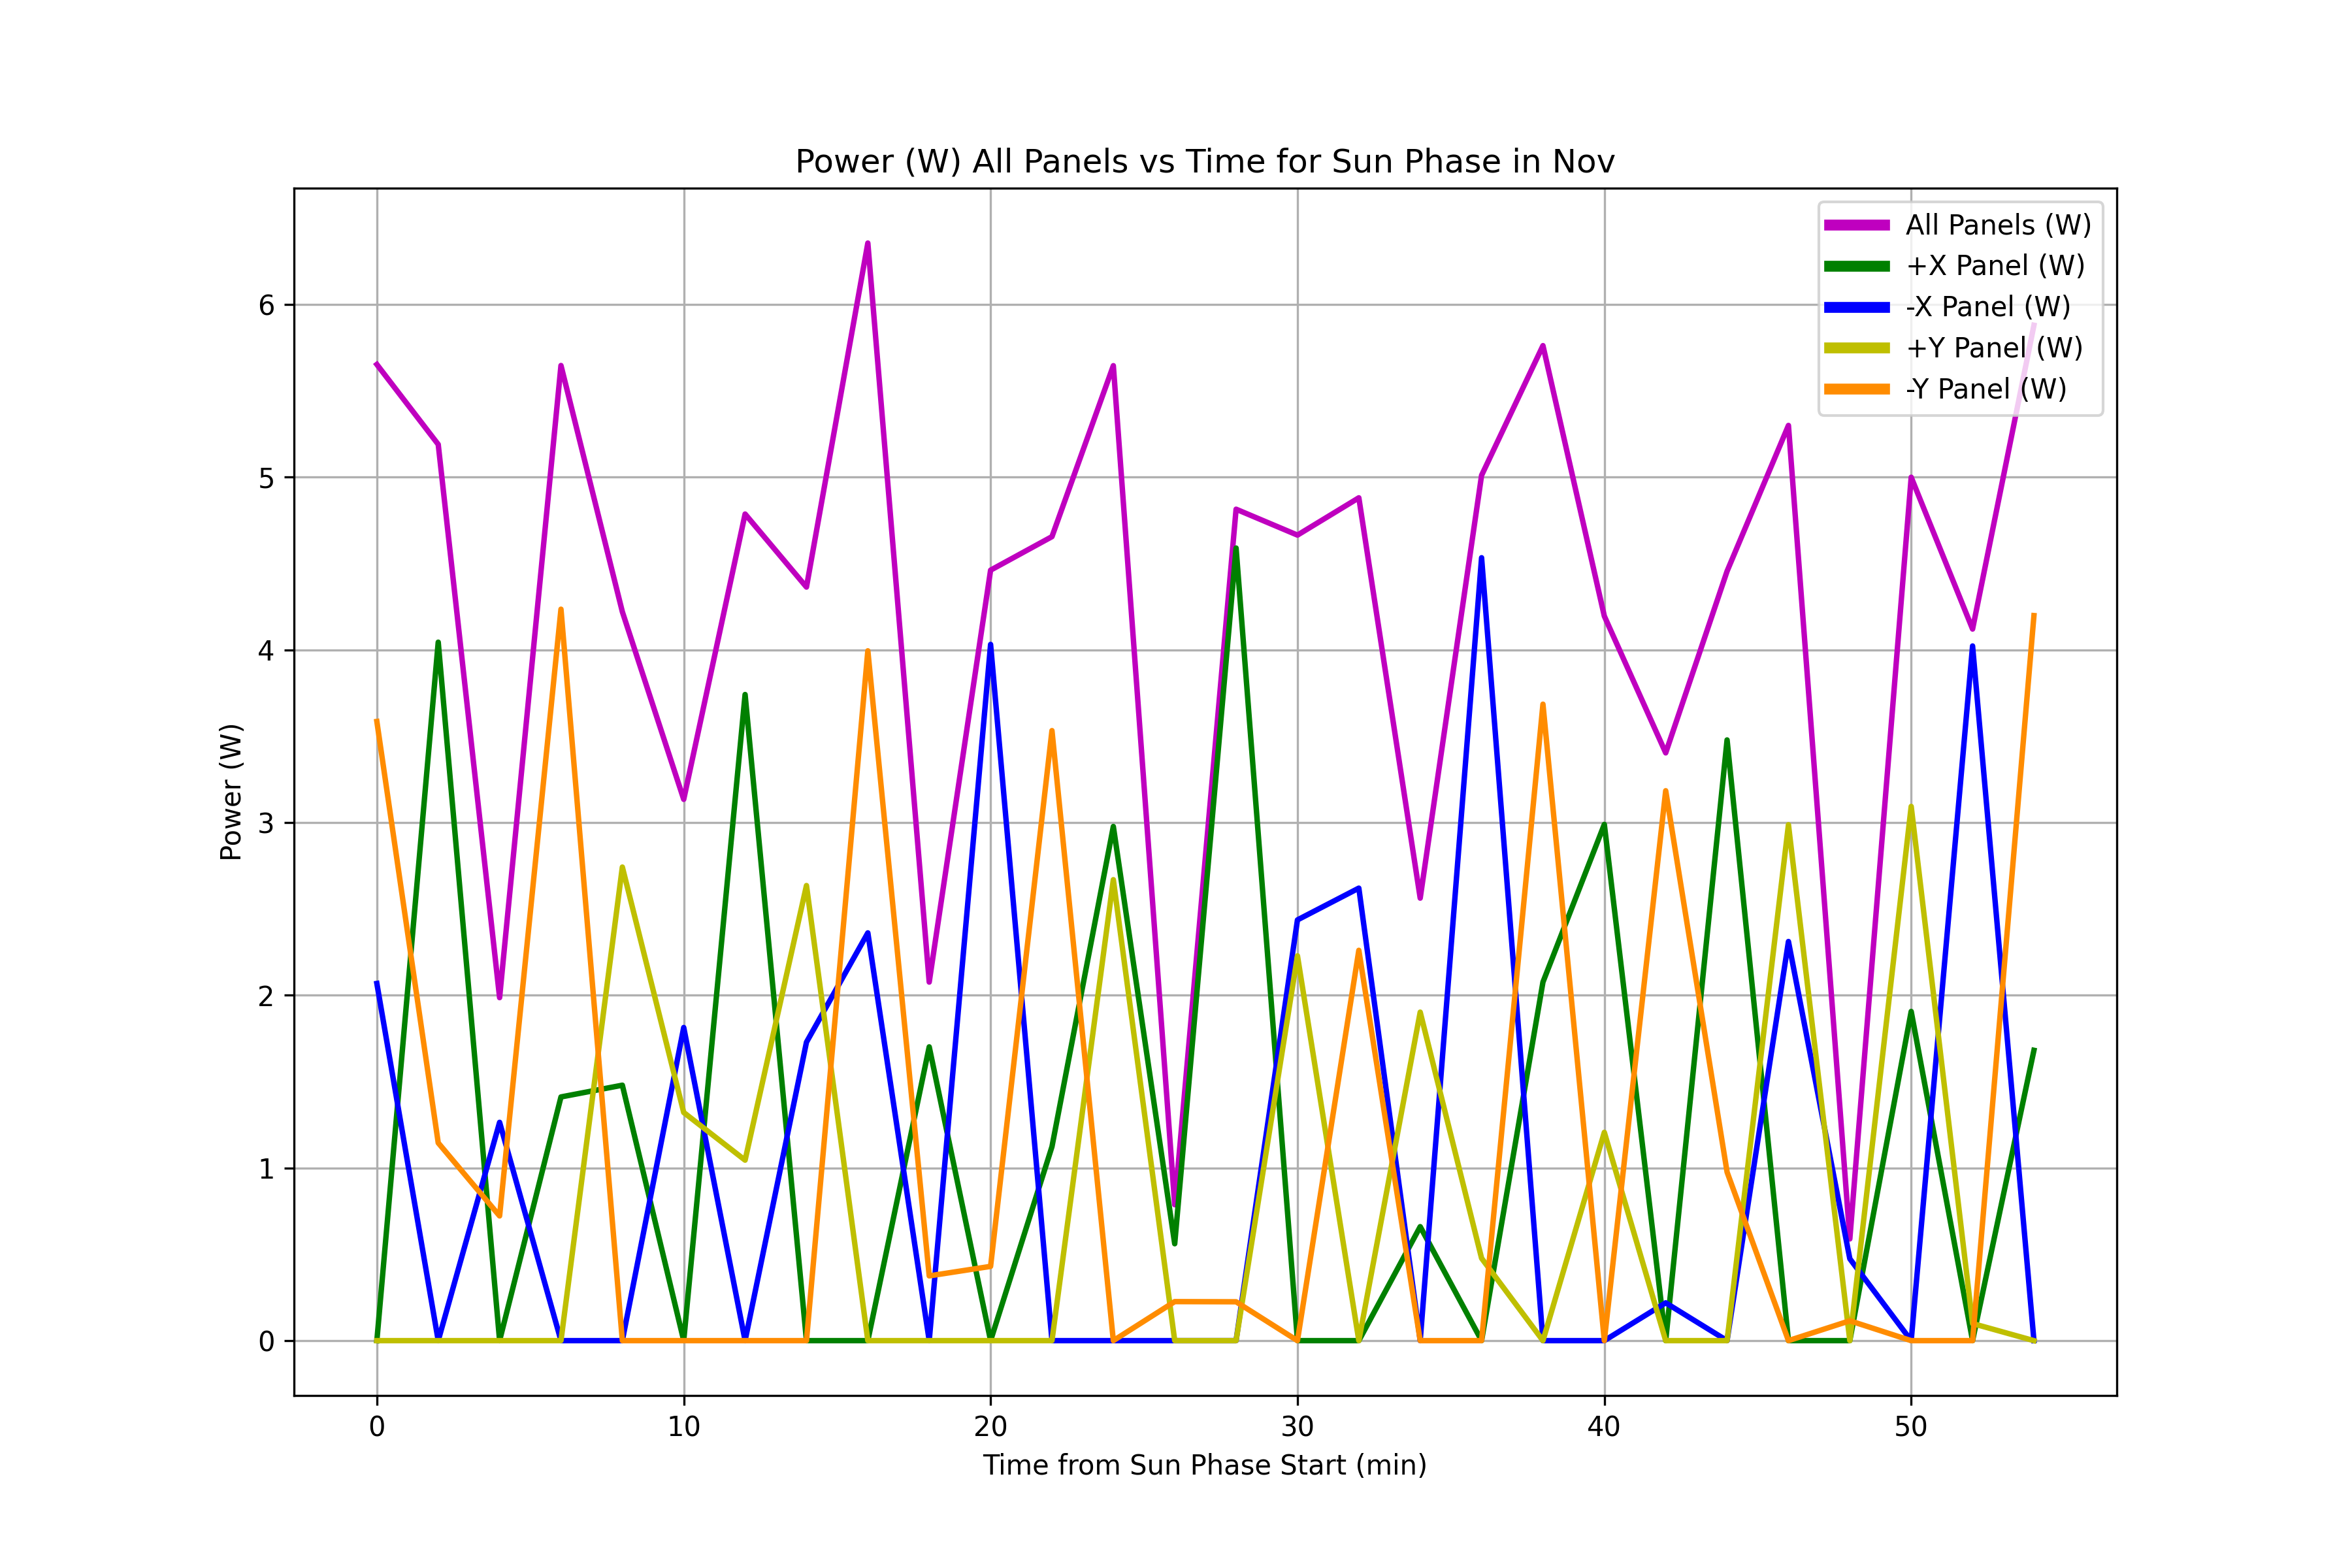 Power (W) All Panels vs Time for Sun Phase in Nov
All Panels (W)
+X Panel (W)
-X Panel (W)
+Y Panel (W)
-Y Panel (W)
6
5
4
3
2
1
0
Power (W)
0 10 20 30 40 50
Time from Sun Phase Start (min)